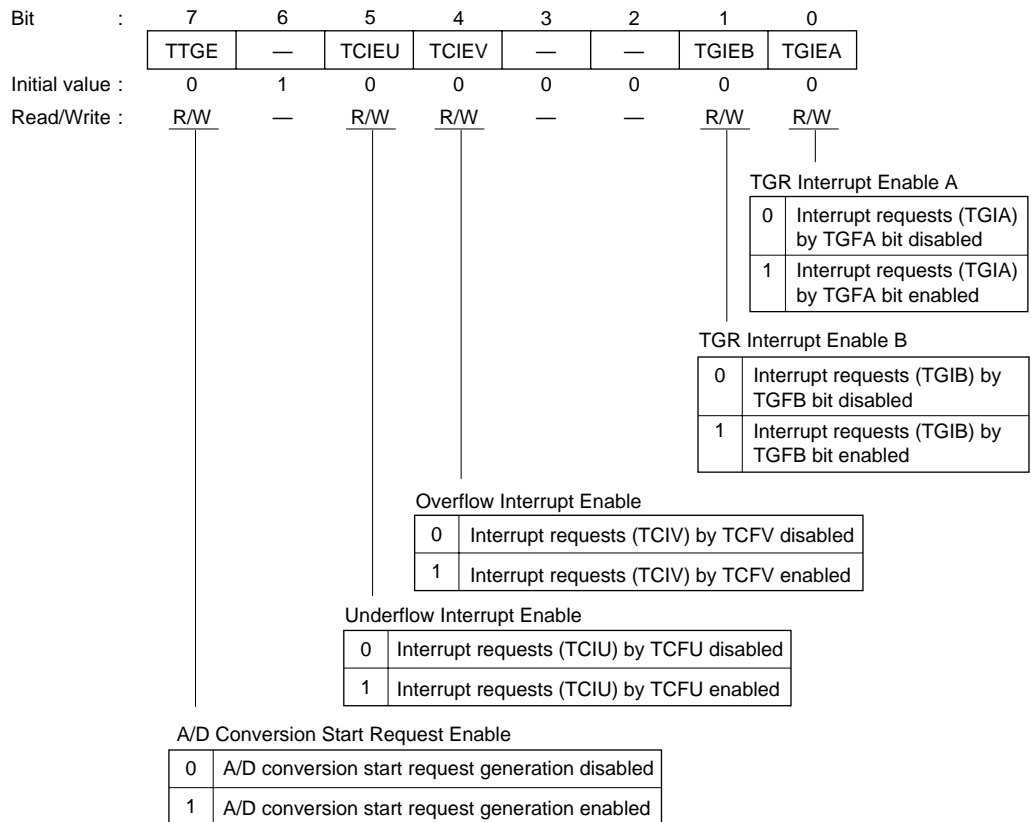 Bit : 7 6 5 4 3 2 1 0
TTGE — TCIEU TCIEV — — TGIEB TGIEA
Initial value : 0 1 0 0 0 0 0 0
Read/Write : R/W — R/W R/W — — R/W R/W
TGR Interrupt Enable A
0 Interrupt requests (TGIA)
by TGFA bit disabled
1 Interrupt requests (TGIA)
by TGFA bit enabled
TGR Interrupt Enable B
0 Interrupt requests (TGIB) by
TGFB bit disabled
1 Interrupt requests (TGIB) by
TGFB bit enabled
Overflow Interrupt Enable
0 Interrupt requests (TCIV) by TCFV disabled
1 Interrupt requests (TCIV) by TCFV enabled
Underflow Interrupt Enable
0 Interrupt requests (TCIU) by TCFU disabled
1 Interrupt requests (TCIU) by TCFU enabled
A/D Conversion Start Request Enable
0 A/D conversion start request generation disabled
1 A/D conversion start request generation enabled